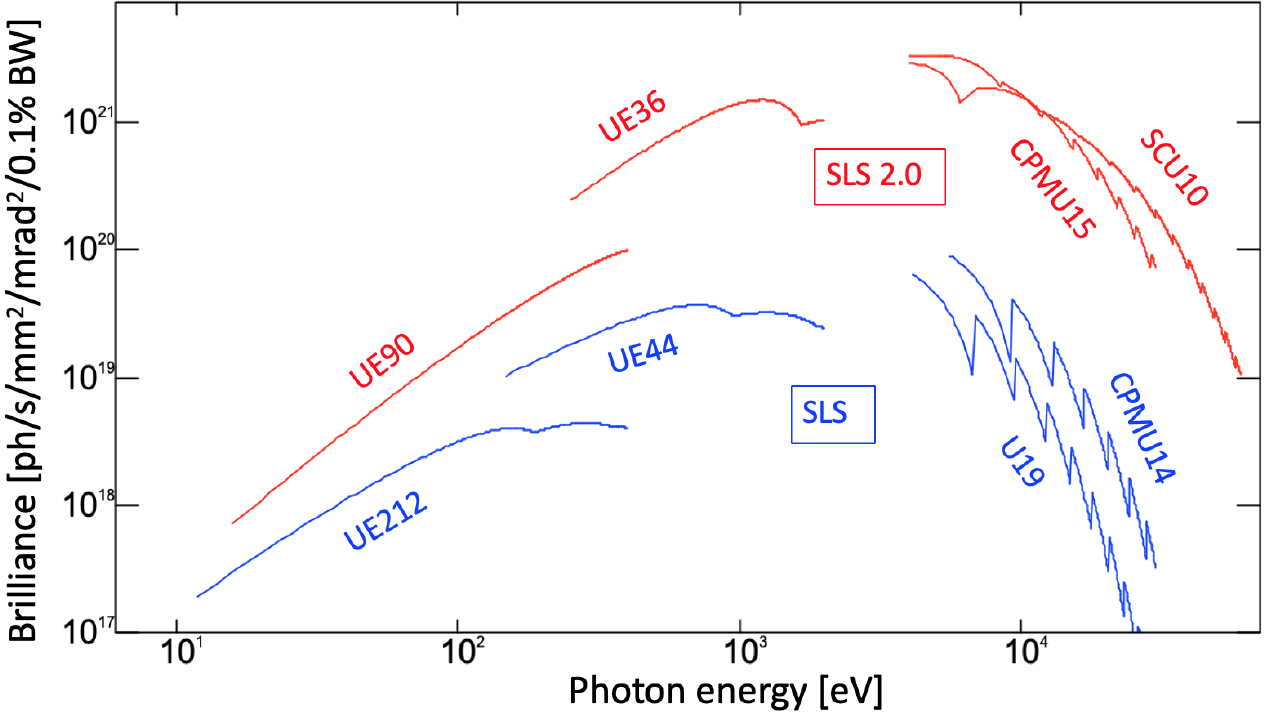 Brilliance [ph/s/mm²/mrad²/0.1% BW]
10²¹
10²⁰
10¹⁹
10¹⁸
10¹⁷
UE36
SLS 2.0
CPMU15
SCU10
UE90
UE44
SLS
UE212
U19
CPMU14
10¹
10²
10³
10⁴
Photon energy [eV]